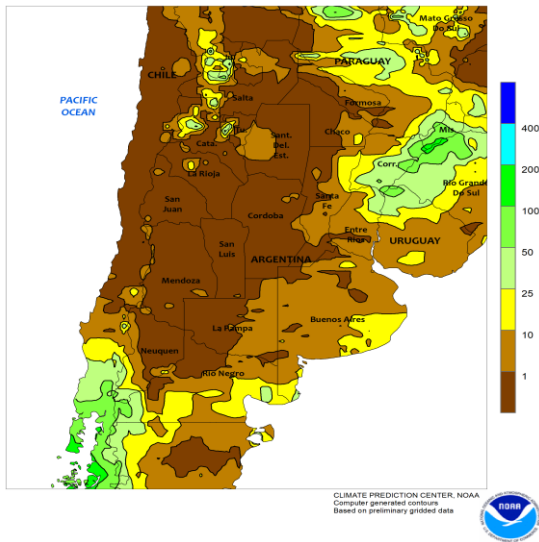 Mato Grosso
Do Sul
PARAGUAY
CHILE
PACIFIC
OCEAN
Salta
Formosa
Tu.
Sant.
Del.
Est.
Chaco
Mis.
Cata.
Corr.
La Rioja
Rio Grande
Do Sul
San
Juan
Santa
Fe
Cordoba
Entre
Rios
URUGUAY
San
Luis
ARGENTINA
Mendoza
Buenos Aires
La Pampa
Neuquen
Rio Negro
400
200
100
50
25
10
1
CLIMATE PREDICTION CENTER, NOAA
Computer generated contours
Based on preliminary gridded data
NOAA